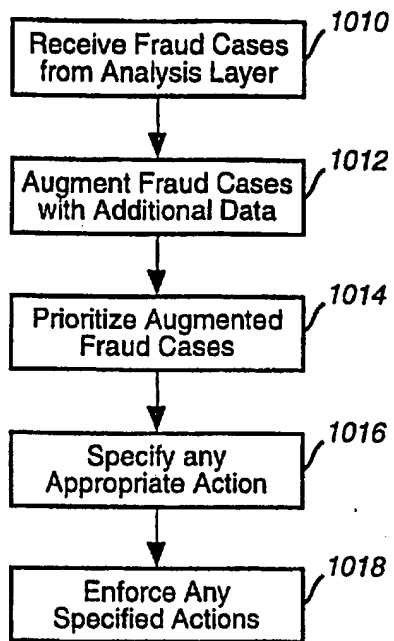 1010
Receive Fraud Cases
from Analysis Layer
1012
Augment Fraud Cases
with Additional Data
1014
Prioritize Augmented
Fraud Cases
1016
Specify any
Appropriate Action
1018
Enforce Any
Specified Actions